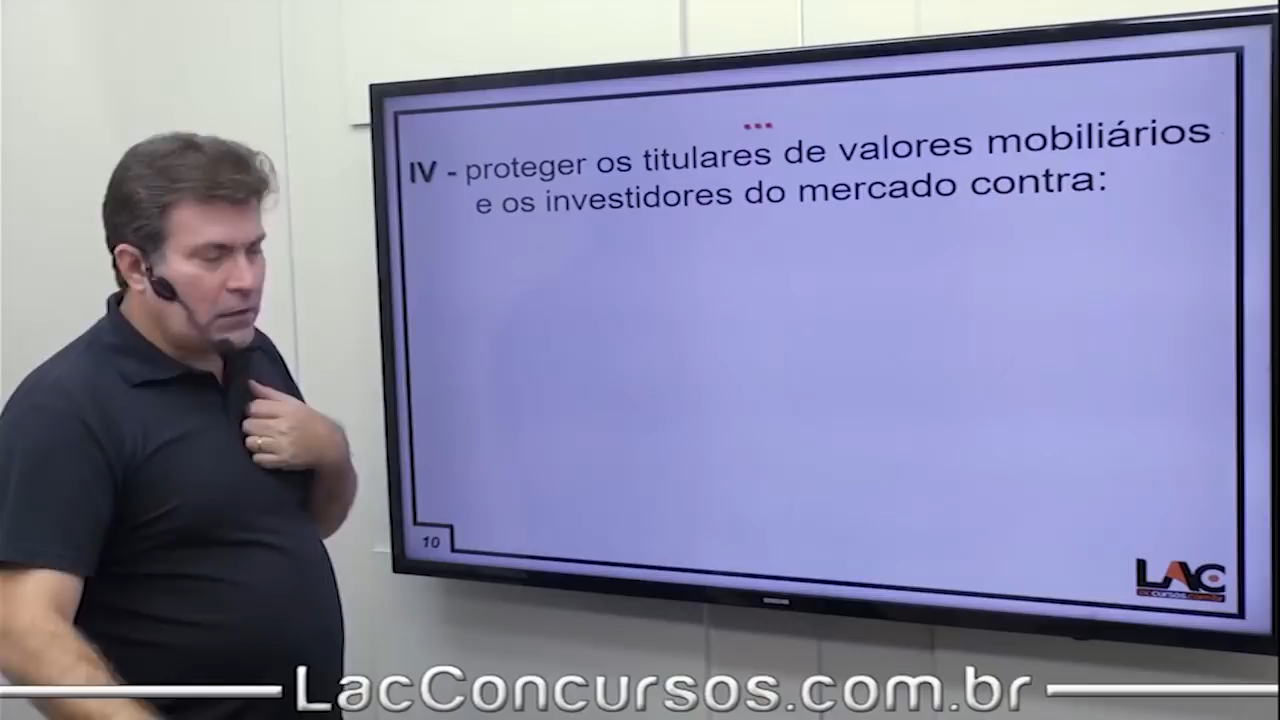 ...
IV - proteger os titulares de valores mobiliários
e os investidores do mercado contra:
10
LAC
LacConcursos.com.br